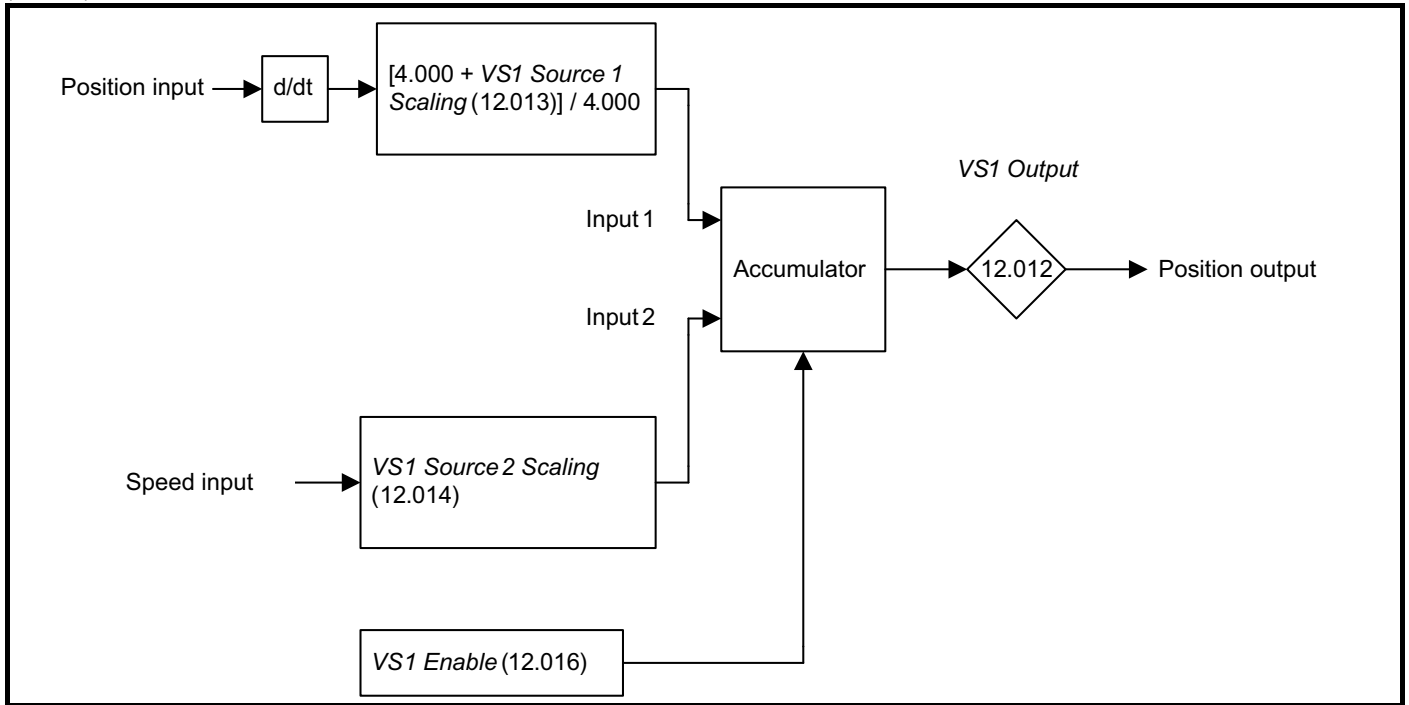 Position input
d/dt
[4.000 + VS1 Source 1
Scaling (12.013)] / 4.000
VS1 Output
Input 1
Accumulator
12.012
Position output
Input 2
Speed input
VS1 Source 2 Scaling
(12.014)
VS1 Enable (12.016)